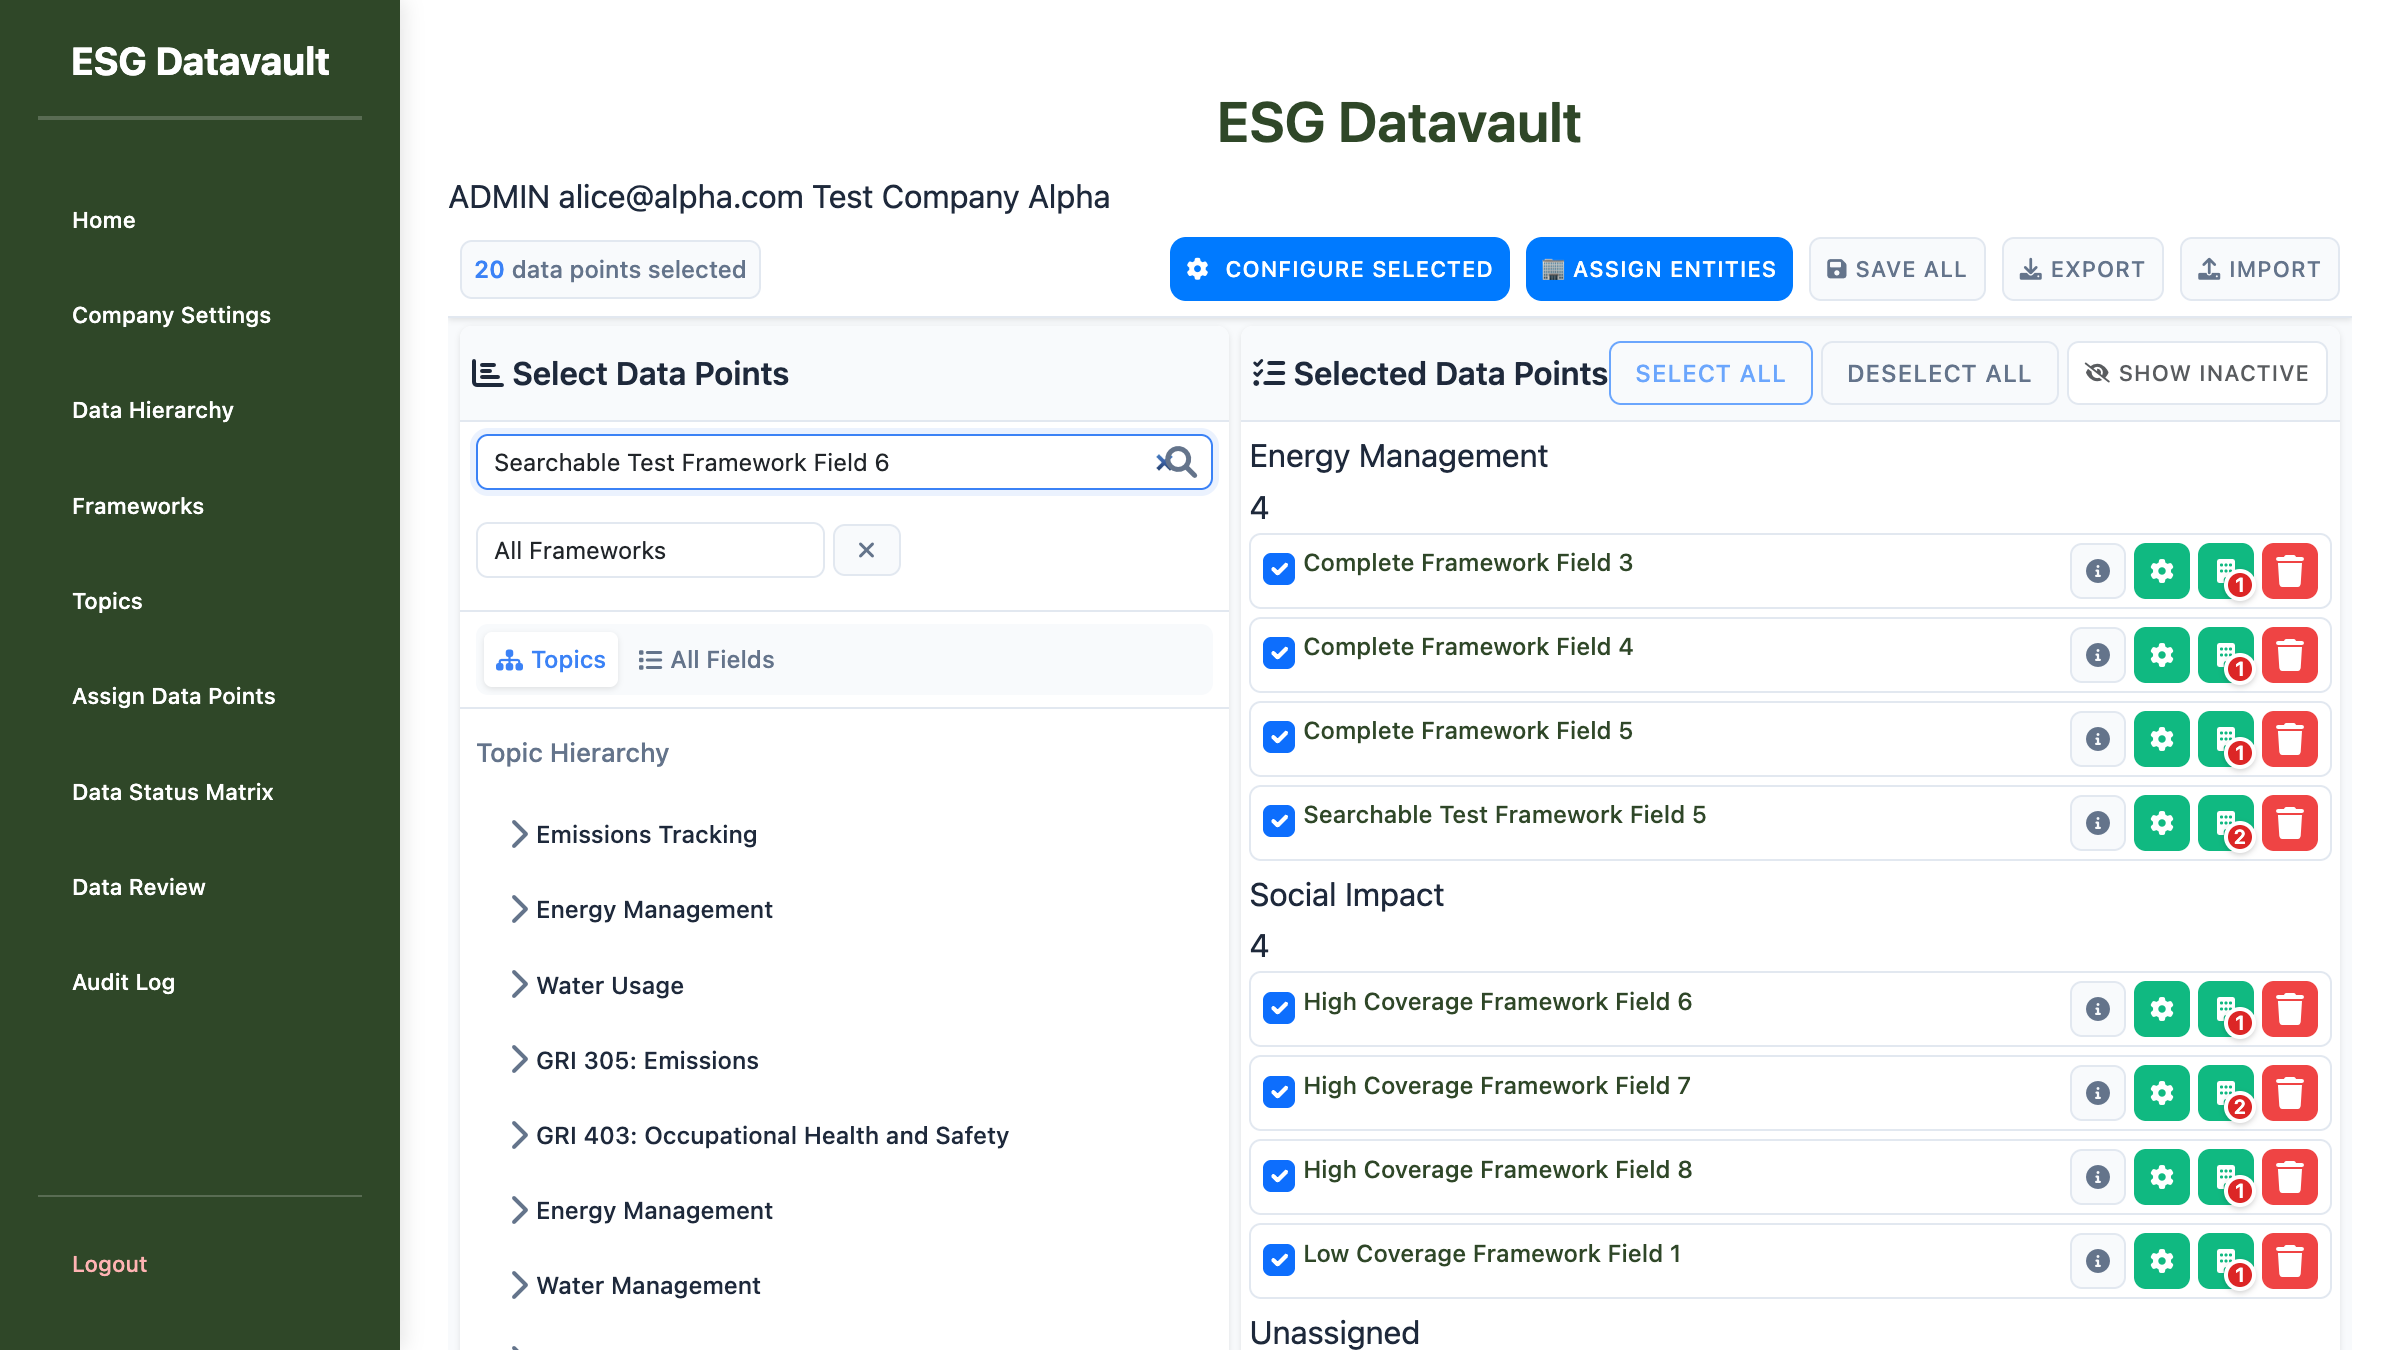 ESG Datavault
Home
Company Settings
Data Hierarchy
Frameworks
Topics
Assign Data Points
Data Status Matrix
Data Review
Audit Log
Logout
ESG Datavault
ADMIN alice@alpha.com Test Company Alpha
20 data points selected
CONFIGURE SELECTED
ASSIGN ENTITIES
SAVE ALL
EXPORT
IMPORT
Select Data Points
Searchable Test Framework Field 6
All Frameworks
Topics
All Fields
Topic Hierarchy
Emissions Tracking
Energy Management
Water Usage
GRI 305: Emissions
GRI 403: Occupational Health and Safety
Energy Management
Water Management
Selected Data Points
SELECT ALL
DESELECT ALL
SHOW INACTIVE
Energy Management
4
Complete Framework Field 3
1
Complete Framework Field 4
1
Complete Framework Field 5
1
Searchable Test Framework Field 5
2
Social Impact
4
High Coverage Framework Field 6
1
High Coverage Framework Field 7
2
High Coverage Framework Field 8
1
Low Coverage Framework Field 1
1
Unassigned